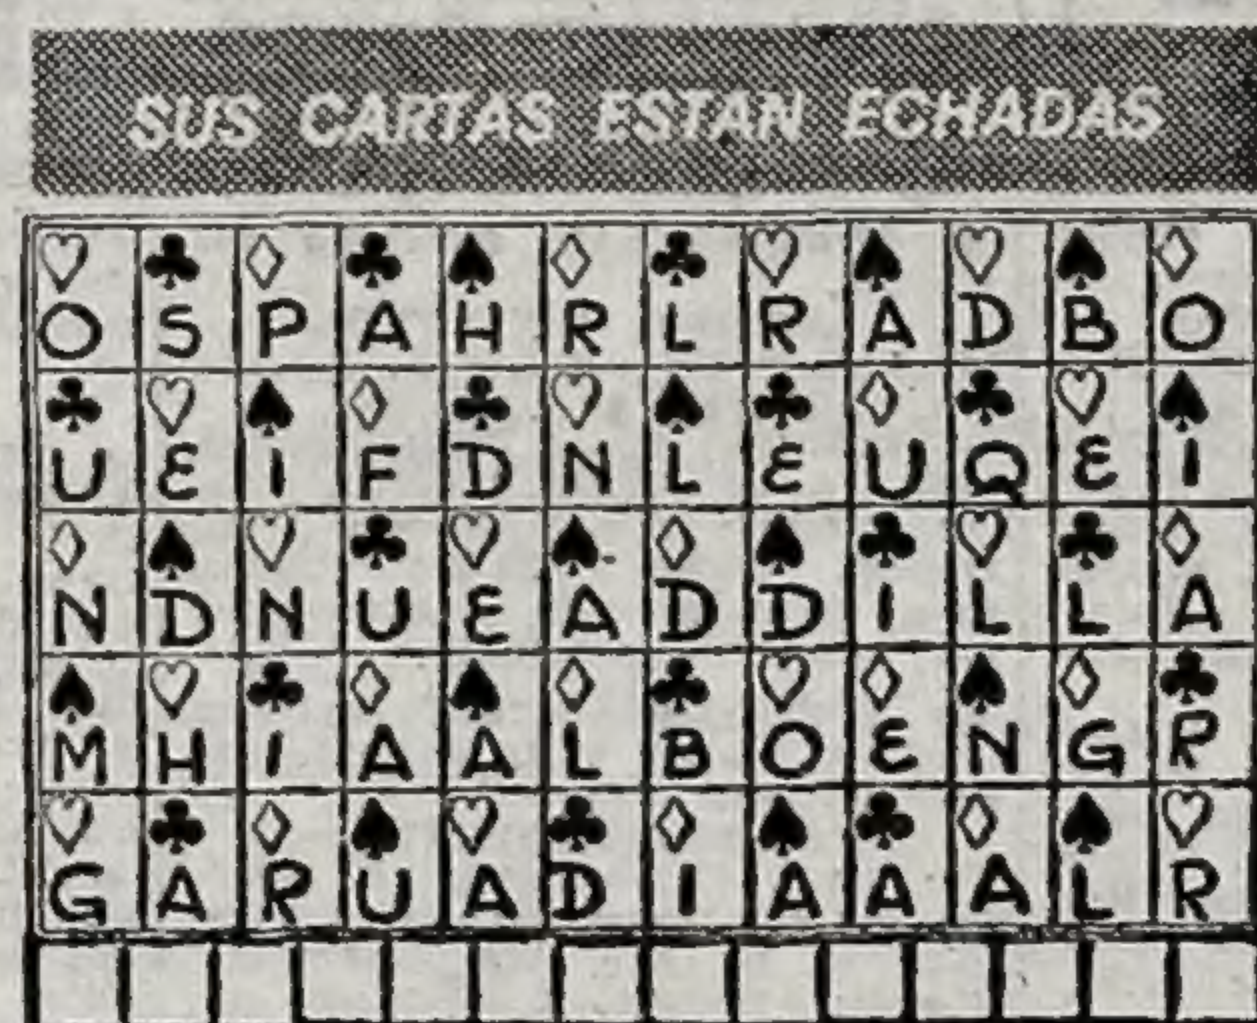 SUS CARTAS ESTAN ECHADAS
♡ ♣ ♢ ♣ ♠ ♢ ♣ ♡ ♠ ♡ ♠ ♢
O S P A H R L R A D B O
♣ ♡ ♠ ♢ ♣ ♡ ♠ ♣ ♢ ♣ ♡ ♠
U E I F D N L E U Q E I
♢ ♠ ♡ ♣ ♡ ♠ ♢ ♠ ♣ ♡ ♣ ♢
N D N U E A D D I L L A
♠ ♡ ♣ ♢ ♠ ♢ ♣ ♡ ♢ ♠ ♢ ♣
M H I A A L B O E N G R
♡ ♣ ♢ ♠ ♡ ♣ ♢ ♠ ♣ ♢ ♠ ♡
G A R U A D I A A A L R